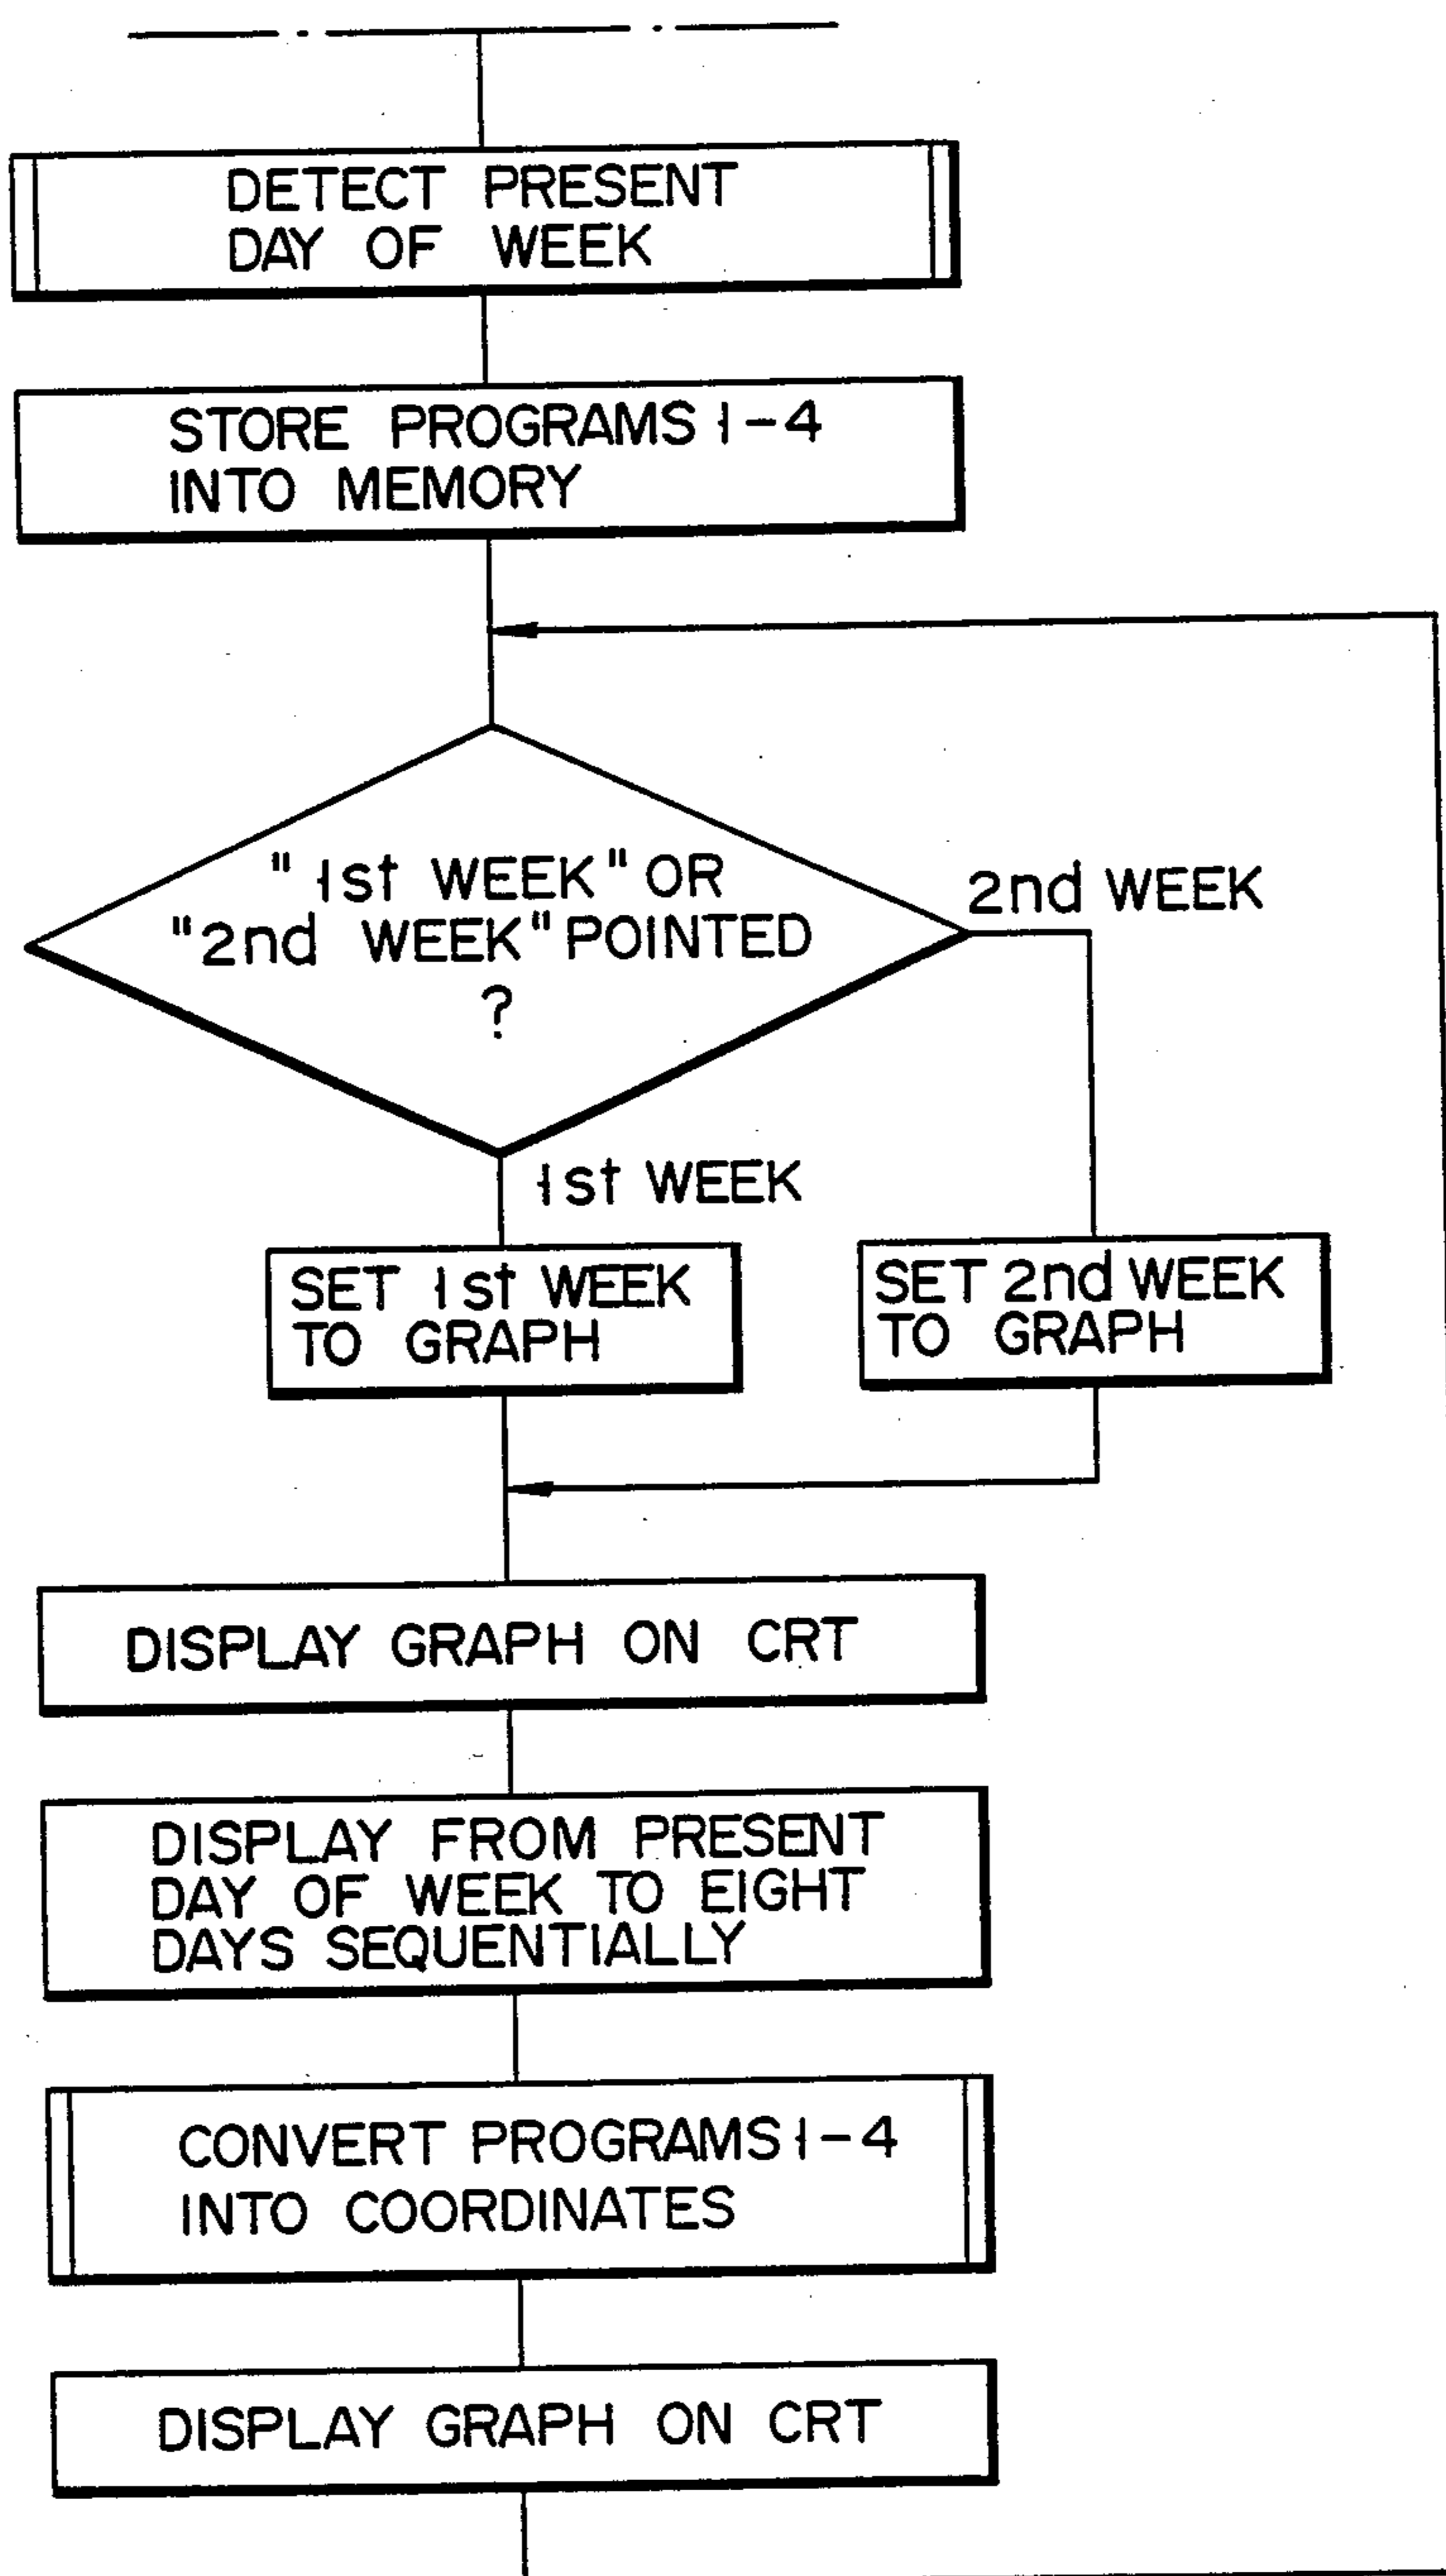 DETECT PRESENT
DAY OF WEEK
STORE PROGRAMS 1-4
INTO MEMORY
"1st WEEK" OR
"2nd WEEK" POINTED
?
2nd WEEK
1st WEEK
SET 1st WEEK
TO GRAPH
SET 2nd WEEK
TO GRAPH
DISPLAY GRAPH ON CRT
DISPLAY FROM PRESENT
DAY OF WEEK TO EIGHT
DAYS SEQUENTIALLY
CONVERT PROGRAMS 1-4
INTO COORDINATES
DISPLAY GRAPH ON CRT